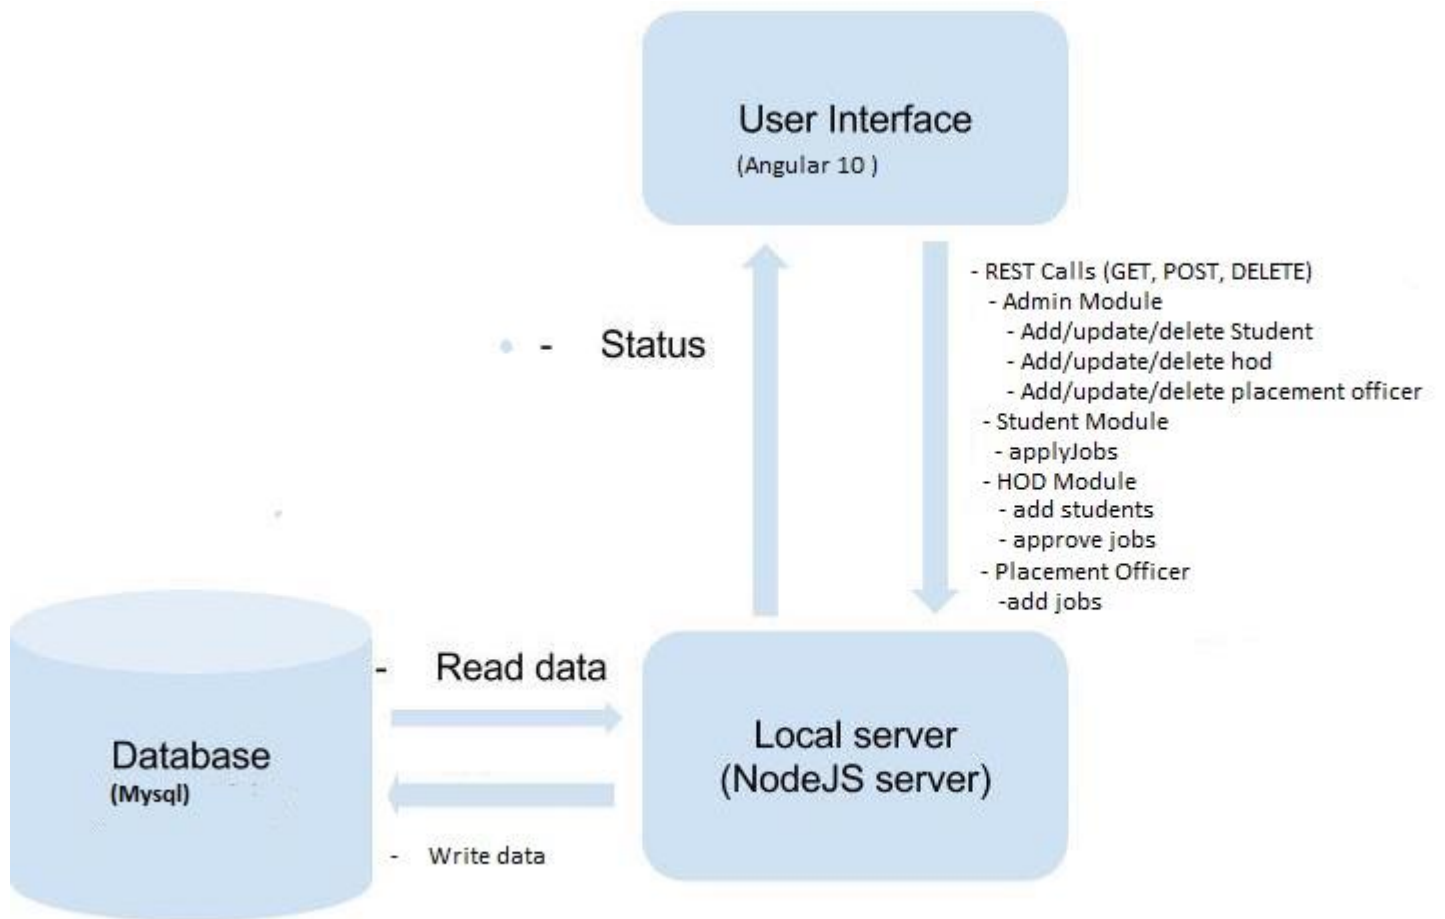 User Interface
(Angular 10 )
- REST Calls (GET, POST, DELETE)
- Admin Module
- Add/update/delete Student
- Add/update/delete hod
- Add/update/delete placement officer
- Student Module
- applyJobs
- HOD Module
- add students
- approve jobs
- Placement Officer
-add jobs
- Status
- Read data
Database
(Mysql)
- Write data
Local server
(NodeJS server)